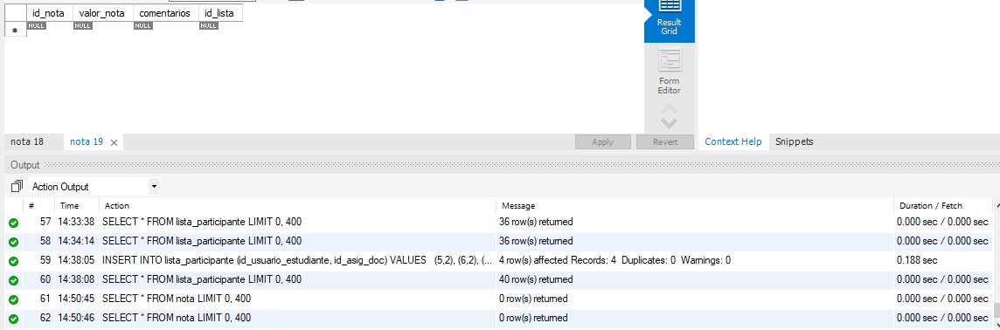 id_nota valor_nota comentarios id_lista
NULL NULL NULL NULL
Result
Grid
Form
Editor
nota 18 nota 19 Apply Revert Context Help Snippets
Output
Action Output
# Time Action Message Duration / Fetch
57 14:33:38 SELECT * FROM lista_participante LIMIT 0, 400 36 row(s) returned 0.000 sec / 0.000 sec
58 14:34:14 SELECT * FROM lista_participante LIMIT 0, 400 36 row(s) returned 0.000 sec / 0.000 sec
59 14:38:05 INSERT INTO lista_participante (id_usuario_estudiante, id_asig_doc) VALUES (5,2), (6,2), (... 4 row(s) affected Records: 4 Duplicates: 0 Warnings: 0 0.188 sec
60 14:38:08 SELECT * FROM lista_participante LIMIT 0, 400 40 row(s) returned 0.000 sec / 0.000 sec
61 14:50:45 SELECT * FROM nota LIMIT 0, 400 0 row(s) returned 0.000 sec / 0.000 sec
62 14:50:46 SELECT * FROM nota LIMIT 0, 400 0 row(s) returned 0.000 sec / 0.000 sec